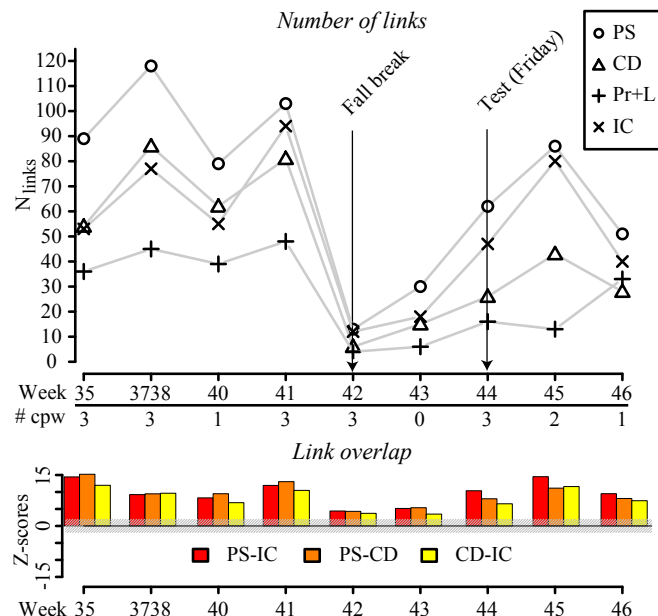 Number of links
PS
CD
Pr+L
IC
Fall break
Test (Friday)
N links
120
110
100
90
80
70
60
50
40
30
20
10
0
Week 35 3738 40 41 42 43 44 45 46
# cpw 3 3 1 3 3 0 3 2 1
Link overlap
Z-scores
15
0
-15
PS-IC PS-CD CD-IC
Week 35 3738 40 41 42 43 44 45 46